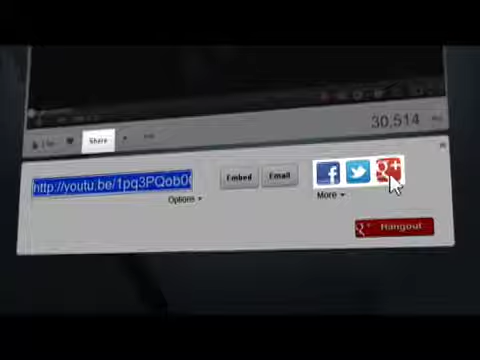 30,514
Share
http://youtu.be/1pq3PQob0
Embed
Email
f
g+
Options
More
g+ Hangout